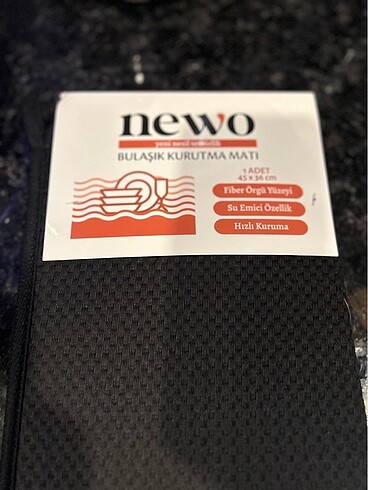 newo
yeni nesil temizlik
BULAŞIK KURUTMA MATI
1 ADET
45 x 36 cm
Fiber Örgü Yüzeyi
Su Emici Özellik
Hızlı Kuruma